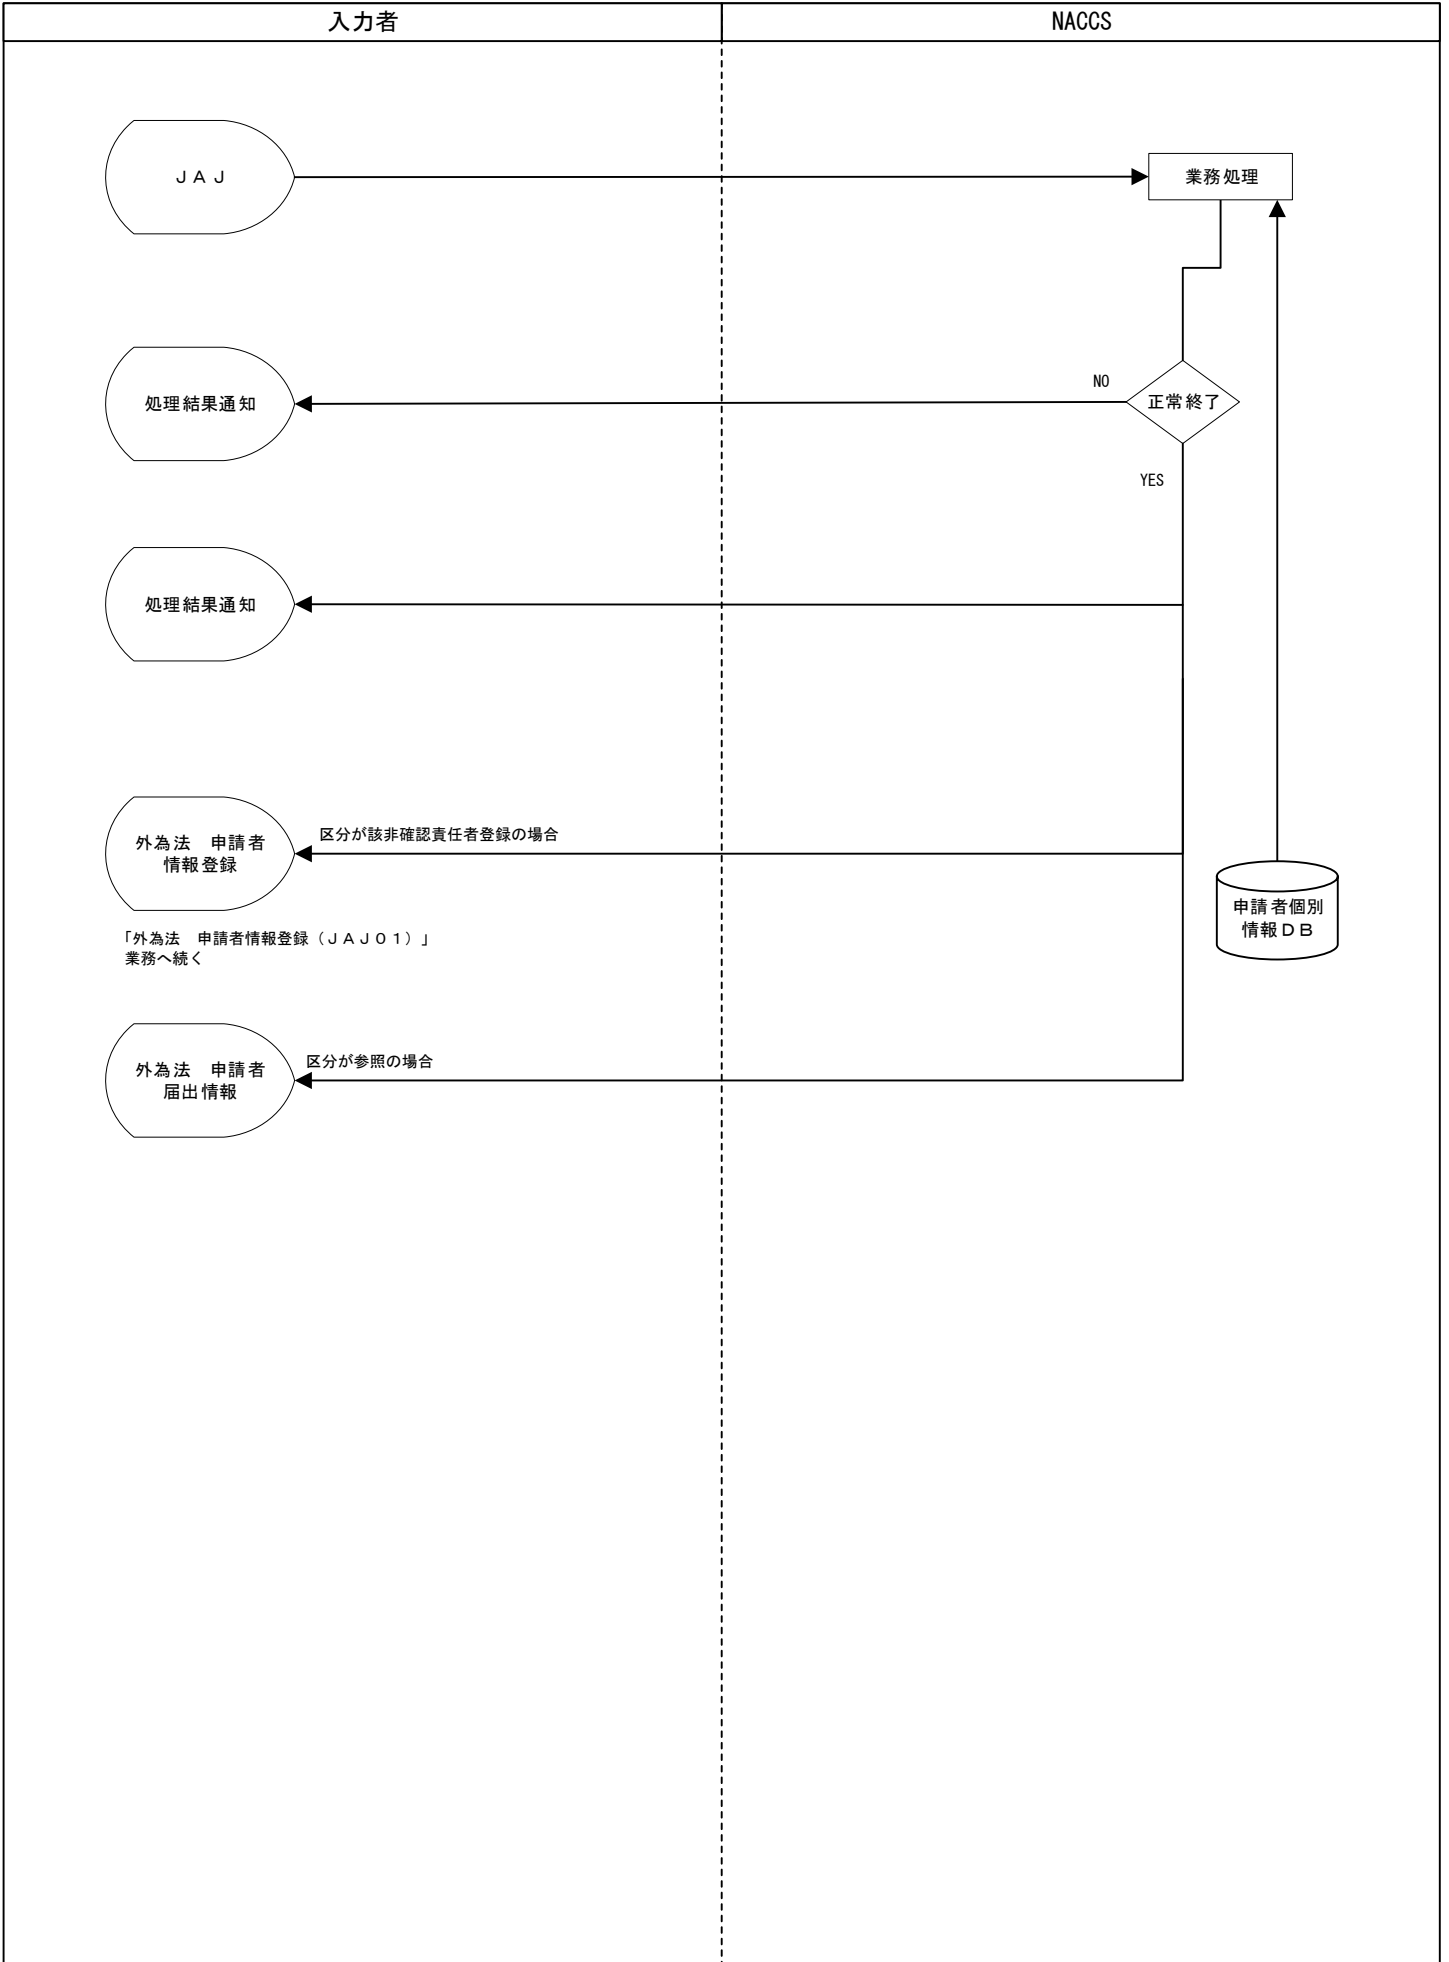 入力者
NACCS
ＪＡＪ
業務処理
処理結果通知
NO
正常終了
YES
処理結果通知
外為法　申請者
情報登録
区分が該非確認責任者登録の場合
申請者個別
情報ＤＢ
「外為法　申請者情報登録（ＪＡＪ０１）」
業務へ続く
外為法　申請者
届出情報
区分が参照の場合